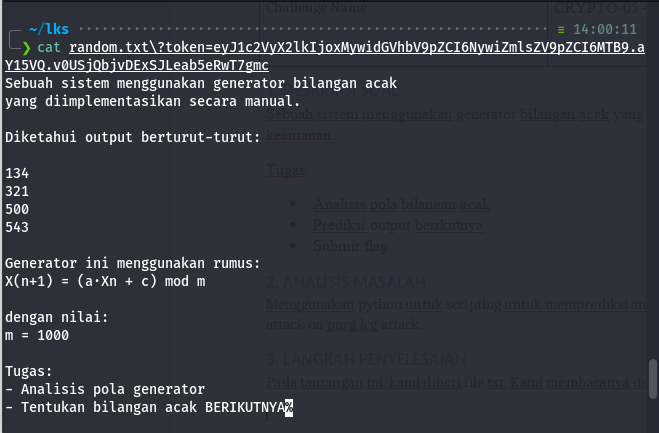 Challenge Name CRYPTO-05-
~/lks 14:00:11
❯ cat random.txt\?token=eyJ1c2VyX2lkIjoxMywidGVhbV9pZCI6NywiZmlsZV9pZCI6MTB9.a
Y15VQ.v0USjQbjvDExSJLeab5eRwT7gmc
Sebuah sistem menggunakan generator bilangan acak
yang diimplementasikan secara manual.
Sebuah sistem menggunakan generator bilangan acak yang
keamanan.
Diketahui output berturut-turut:
134
321
500
543
Tugas:
• Analisis pola bilangan acak
• Prediksi output berikutnya
• Submit flag
Generator ini menggunakan rumus:
X(n+1) = (a·Xn + c) mod m
dengan nilai:
m = 1000
2. ANALISIS MASALAH
Menggunakan python untuk scripting untuk memprediksi
attack on prng lcg attack.
Tugas:
- Analisis pola generator
- Tentukan bilangan acak BERIKUTNYA%
3. LANGKAH PENYELESAIAN
Pada tantangan ini, kami diberi file txt. Kami membacanya